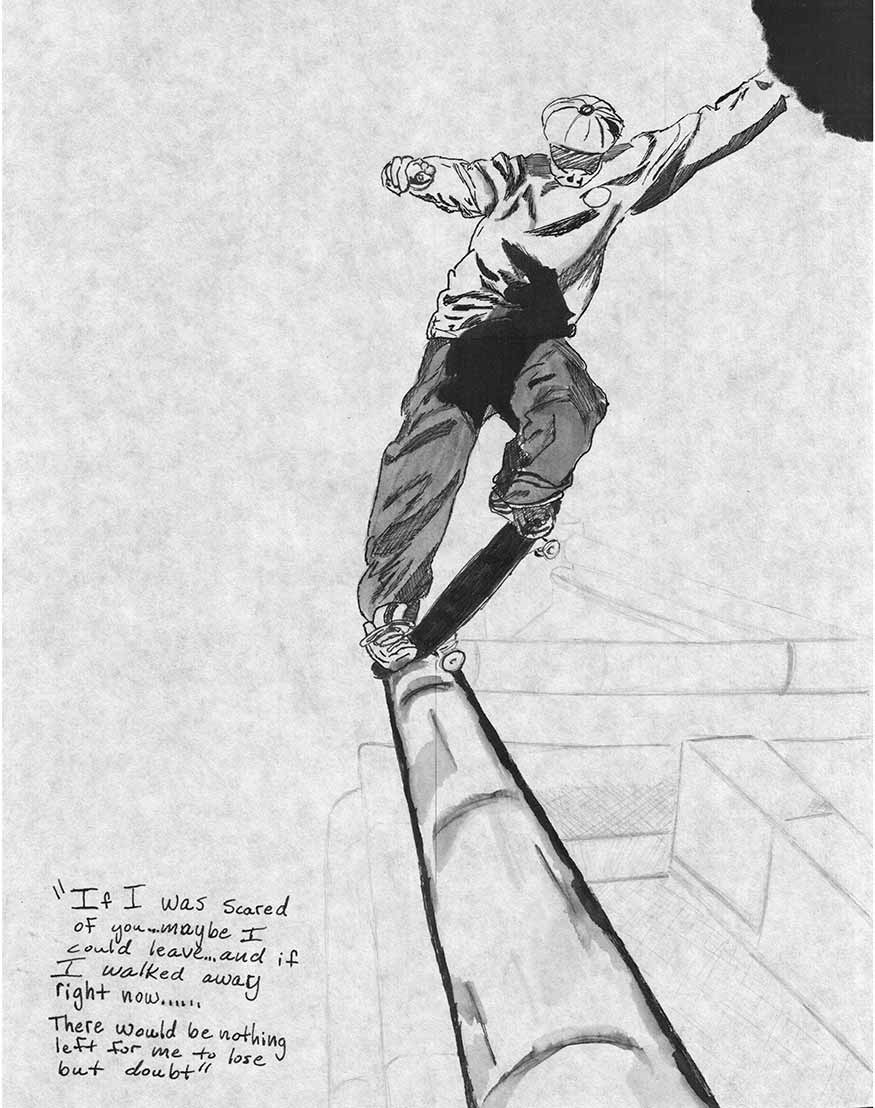 "If I was scared
of you...maybe I
could leave...and if
I walked away
right now......
There would be nothing
left for me to lose
but doubt"